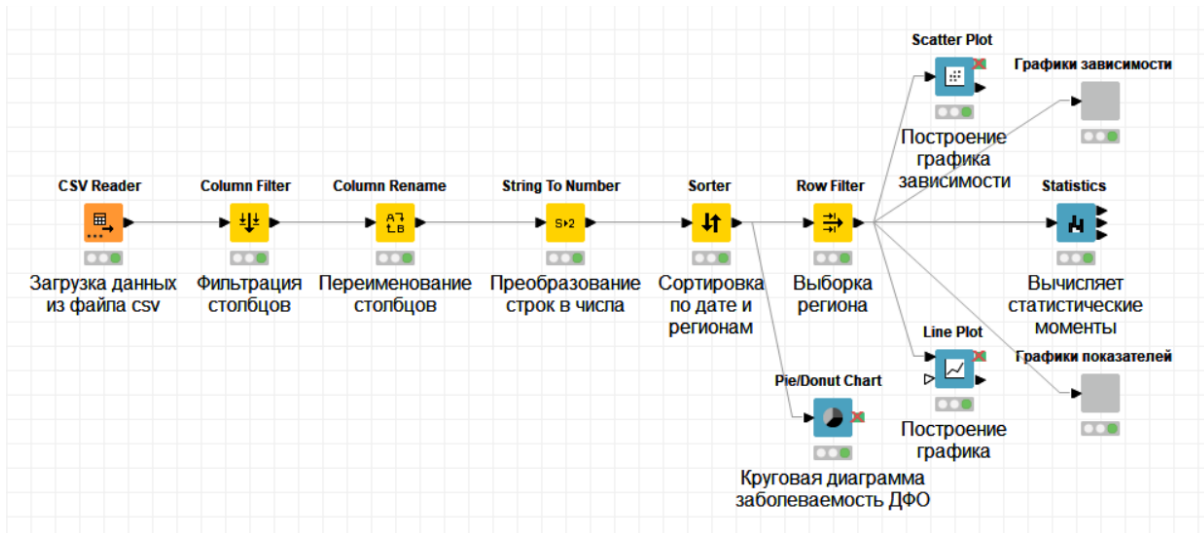 Scatter Plot
Графики зависимости
Построение
графика
зависимости
CSV Reader
Column Filter
Column Rename
String To Number
Sorter
Row Filter
Statistics
A
B
S
2
Загрузка данных
из файла csv
Фильтрация
столбцов
Переименование
столбцов
Преобразование
строк в числа
Сортировка
по дате и
регионам
Выборка
региона
Вычисляет
статистические
моменты
Line Plot
Графики показателей
Построение
графика
Pie/Donut Chart
Круговая диаграмма
заболеваемость ДФО